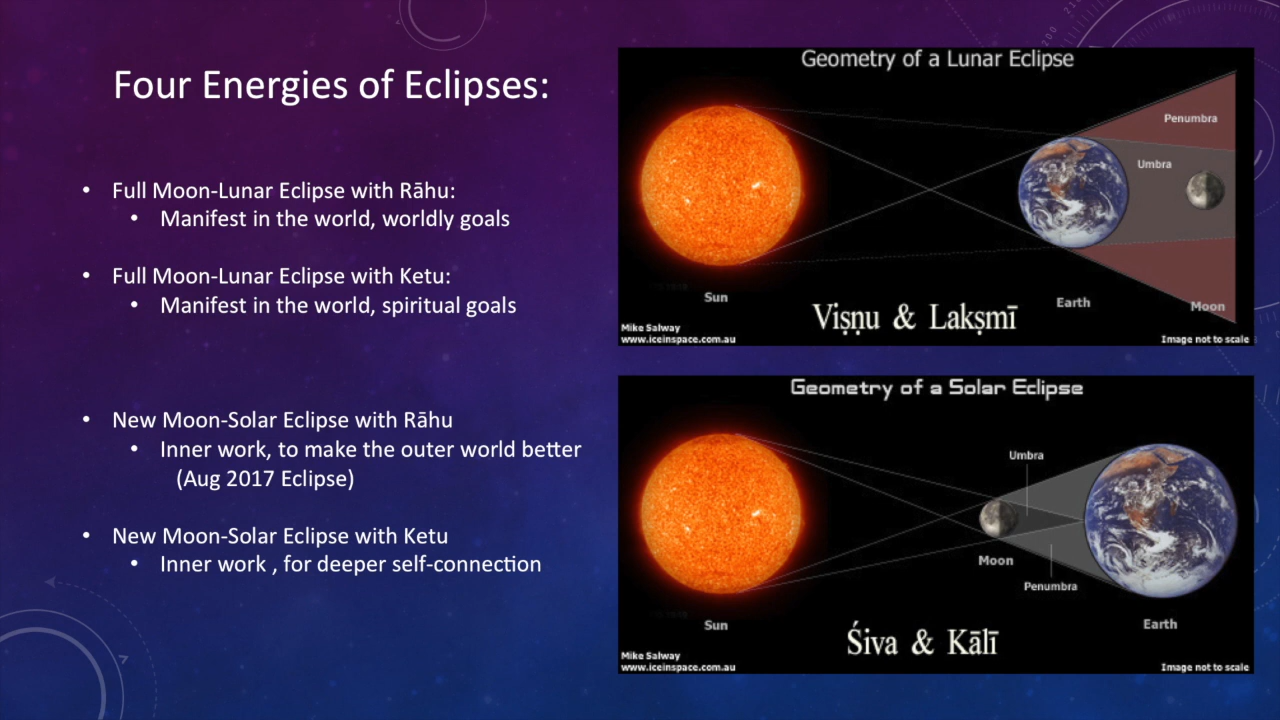 Four Energies of Eclipses:
• Full Moon-Lunar Eclipse with Rāhu:
• Manifest in the world, worldly goals
• Full Moon-Lunar Eclipse with Ketu:
• Manifest in the world, spiritual goals
• New Moon-Solar Eclipse with Rāhu
• Inner work, to make the outer world better
(Aug 2017 Eclipse)
• New Moon-Solar Eclipse with Ketu
• Inner work , for deeper self-connection
Geometry of a Lunar Eclipse
Penumbra
Umbra
Sun
Earth
Moon
Viṣṇu & Lakṣmī
Mike Salway
www.iceinspace.com.au
Image not to scale
Geometry of a Solar Eclipse
Umbra
Moon
Penumbra
Sun
Earth
Śiva & Kālī
Mike Salway
www.iceinspace.com.au
Image not to scale
200